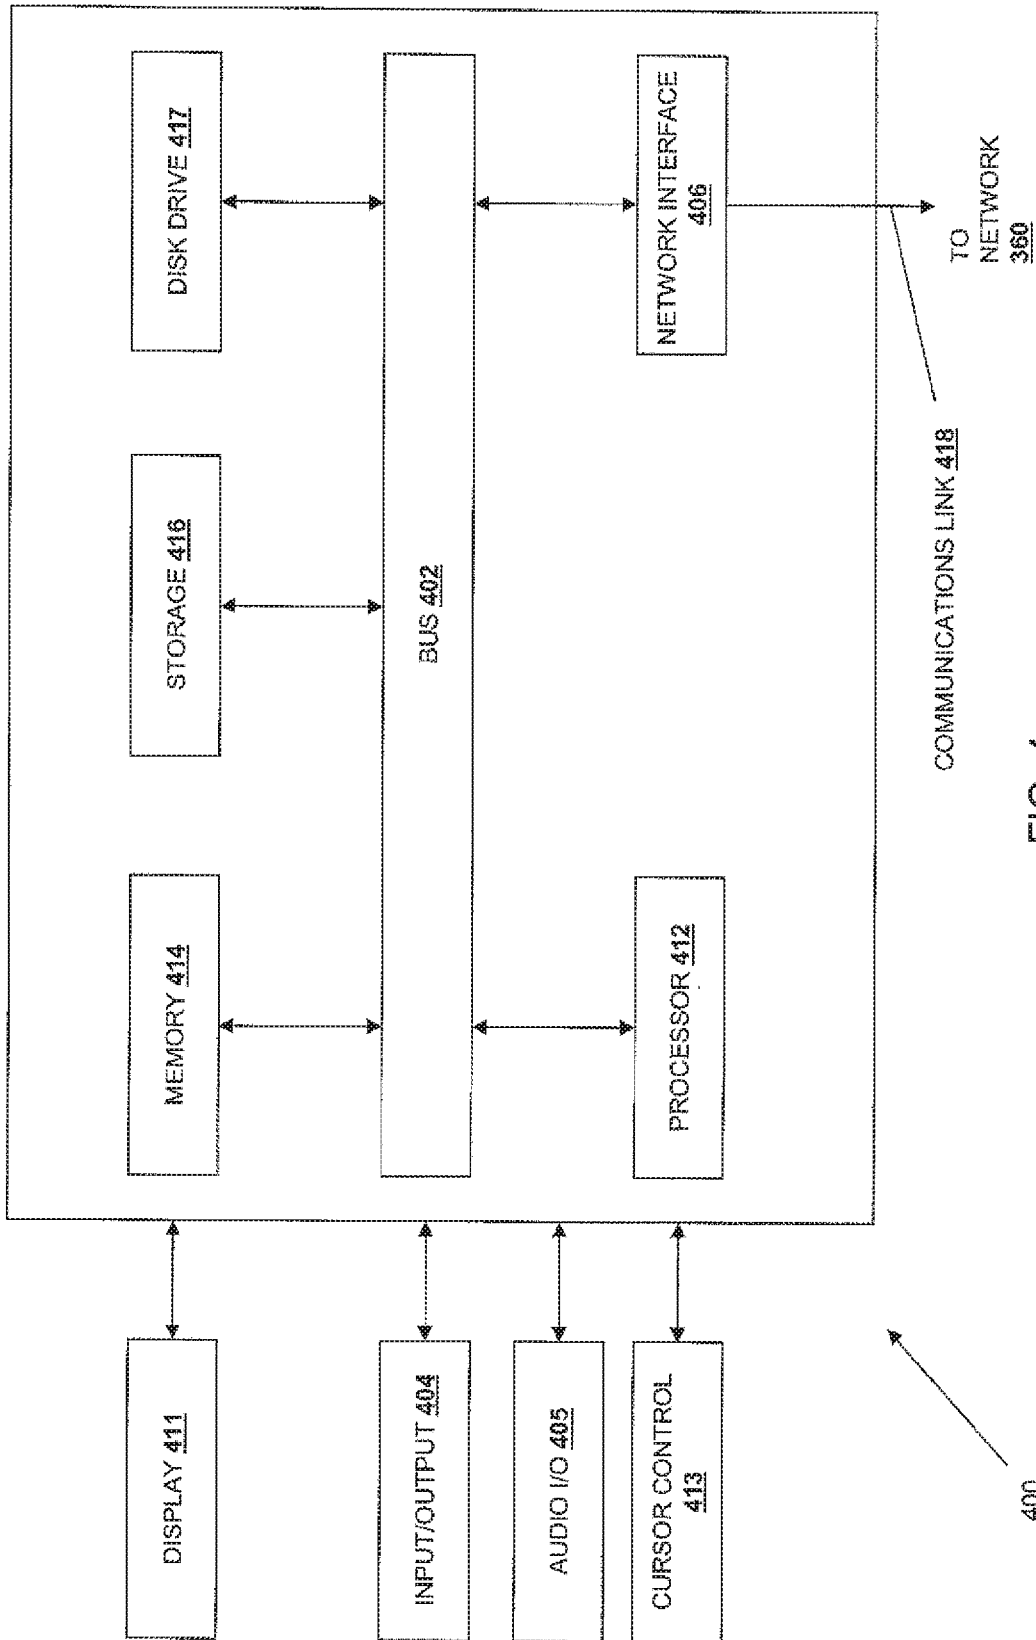 DISPLAY 411
INPUT/OUTPUT 404
AUDIO I/O 405
CURSOR CONTROL
413
MEMORY 414
STORAGE 416
DISK DRIVE 417
BUS 402
PROCESSOR 412
NETWORK INTERFACE
406
COMMUNICATIONS LINK 418
TO
NETWORK
360
400
FIG.